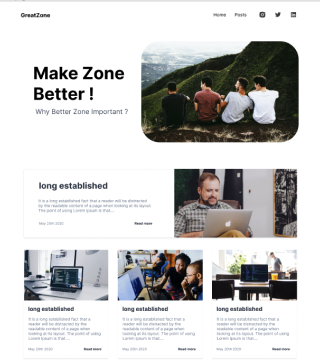 GreatZone
Home Posts
Make Zone
Better !
Why Better Zone Important ?
long established
It is a long established fact that a reader will be distracted
by the readable content of a page when looking at its layout.
The point of using Lorem Ipsum is that...
May 20th 2020 Read more
long established
It is a long established fact that a
reader will be distracted by the
readable content of a page when
looking at its layout. The point of using
Lorem Ipsum is that...
May 20th 2020 Read more
long established
It is a long established fact that a
reader will be distracted by the
readable content of a page when
looking at its layout. The point of using
Lorem Ipsum is that...
May 20th 2020 Read more
long established
It is a long established fact that a
reader will be distracted by the
readable content of a page when
looking at its layout. The point of using
Lorem Ipsum is that...
May 20th 2020 Read more